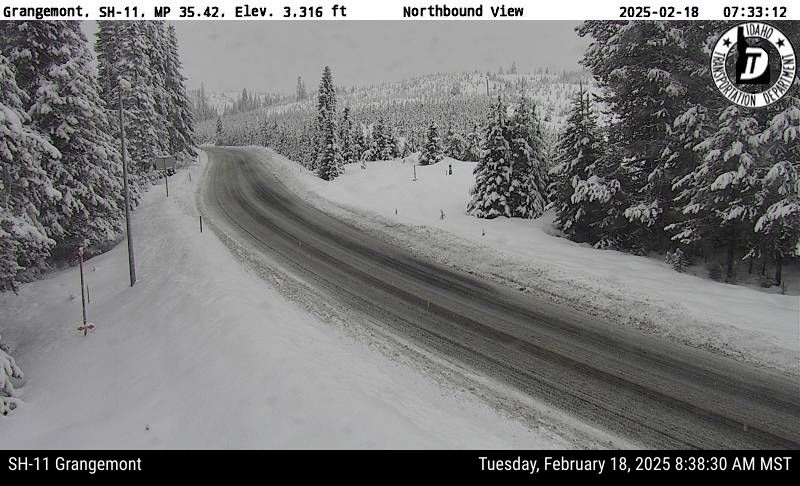 Grangemont, SH-11, MP 35.42, Elev. 3,316 ft Northbound View 2025-02-18 07:33:12
IDAHO
TRANSPORTATION DEPARTMENT
SH-11 Grangemont Tuesday, February 18, 2025 8:38:30 AM MST